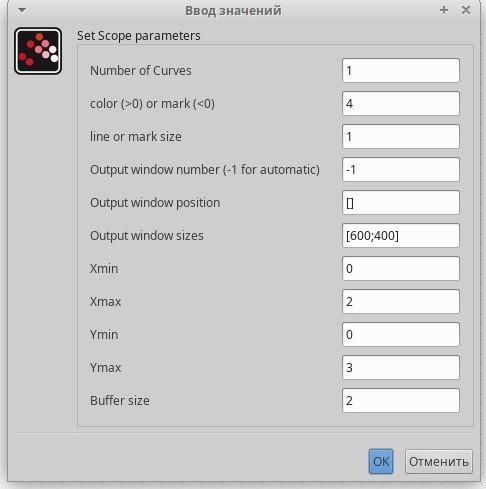 Ввод значений
Set Scope parameters
Number of Curves 1
color (>0) or mark (<0) 4
line or mark size 1
Output window number (-1 for automatic) -1
Output window position []
Output window sizes [600;400]
Xmin 0
Xmax 2
Ymin 0
Ymax 3
Buffer size 2
OK Отменить